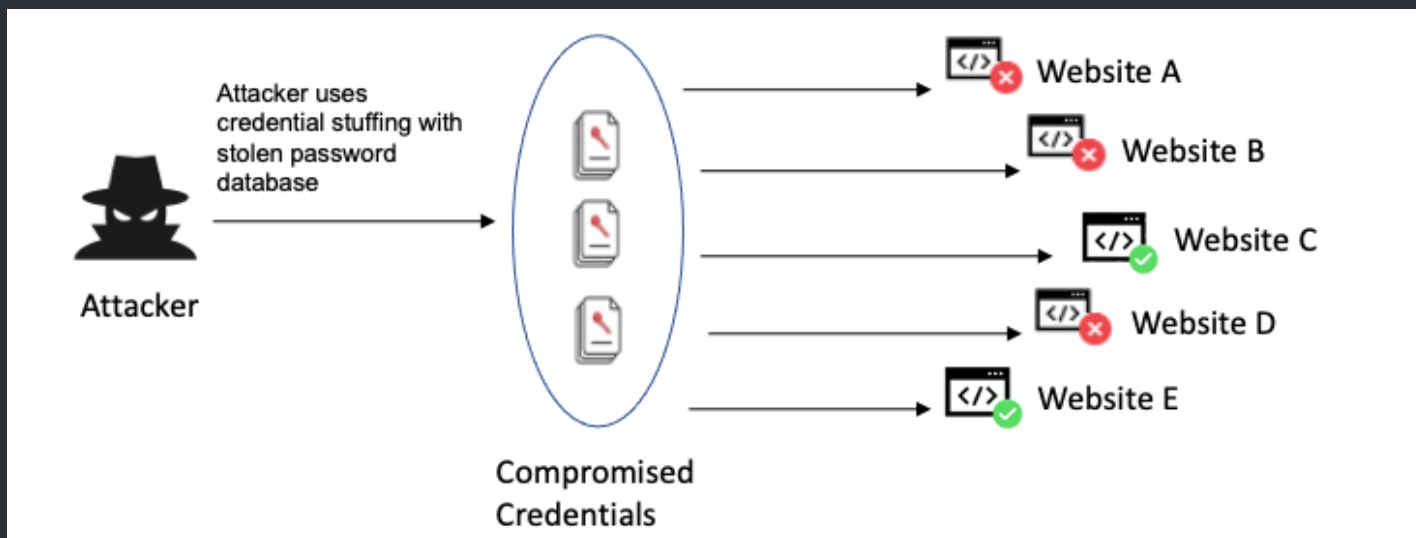 Attacker uses
credential stuffing with
stolen password
database
Attacker
Compromised
Credentials
</> Website A
</> Website B
</> Website C
</> Website D
</> Website E